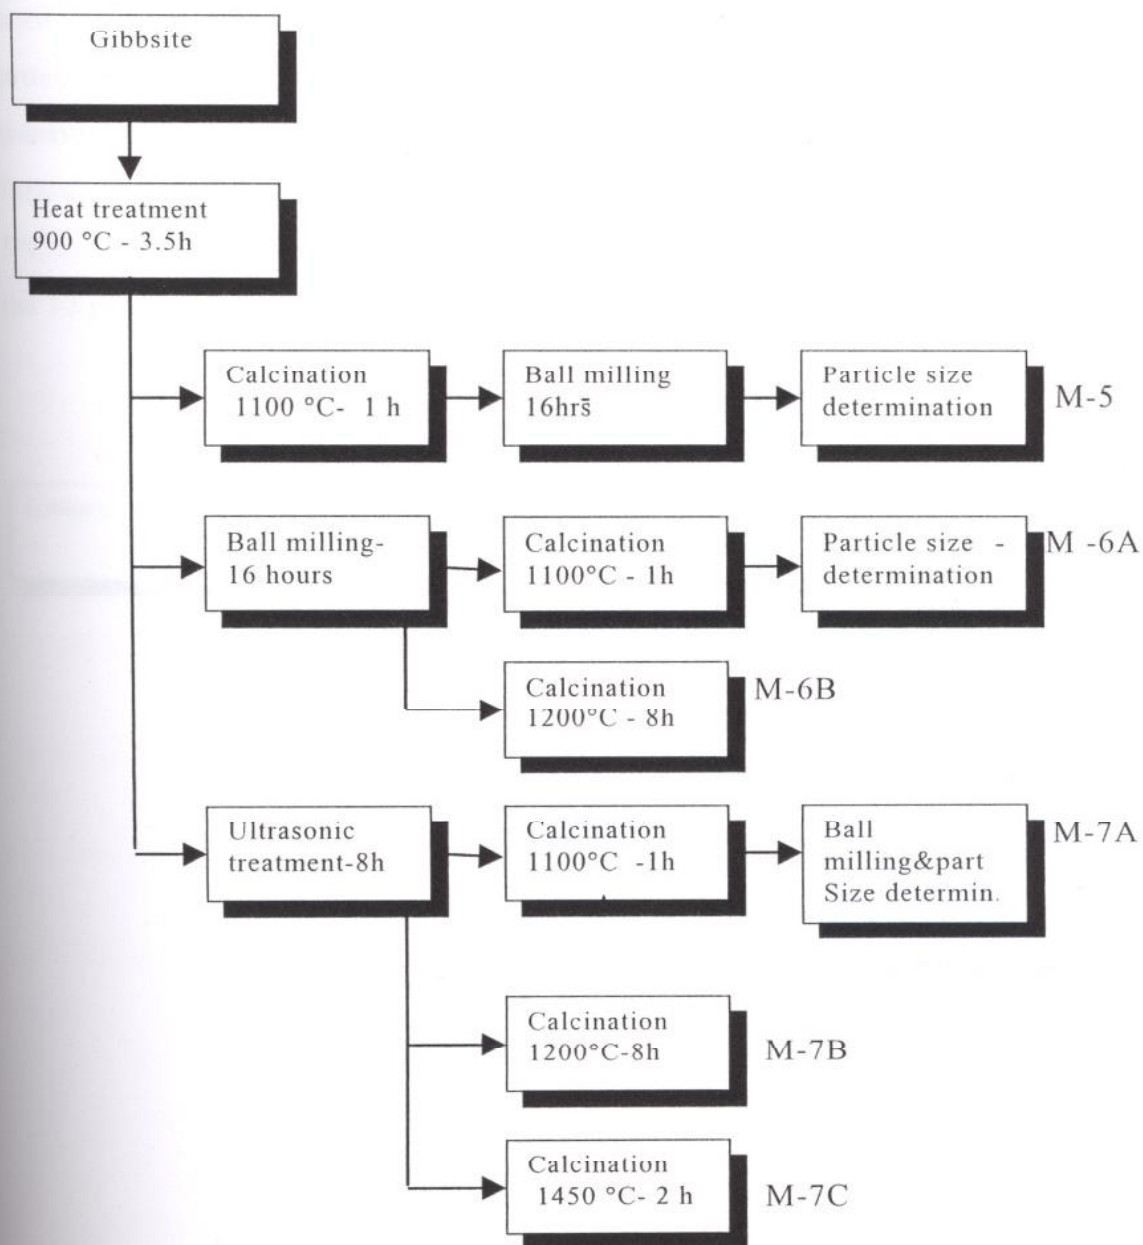 Gibbsite
Heat treatment
900 °C - 3.5h
Calcination
1100 °C- 1 h
Ball milling
16hrs
Particle size
determination
M-5
Ball milling-
16 hours
Calcination
1100°C - 1h
Particle size -
determination
M -6A
Calcination
1200°C - 8h
M-6B
Ultrasonic
treatment-8h
Calcination
1100°C -1h
Ball
milling&part
Size determin.
M-7A
Calcination
1200°C-8h
M-7B
Calcination
1450 °C- 2 h
M-7C